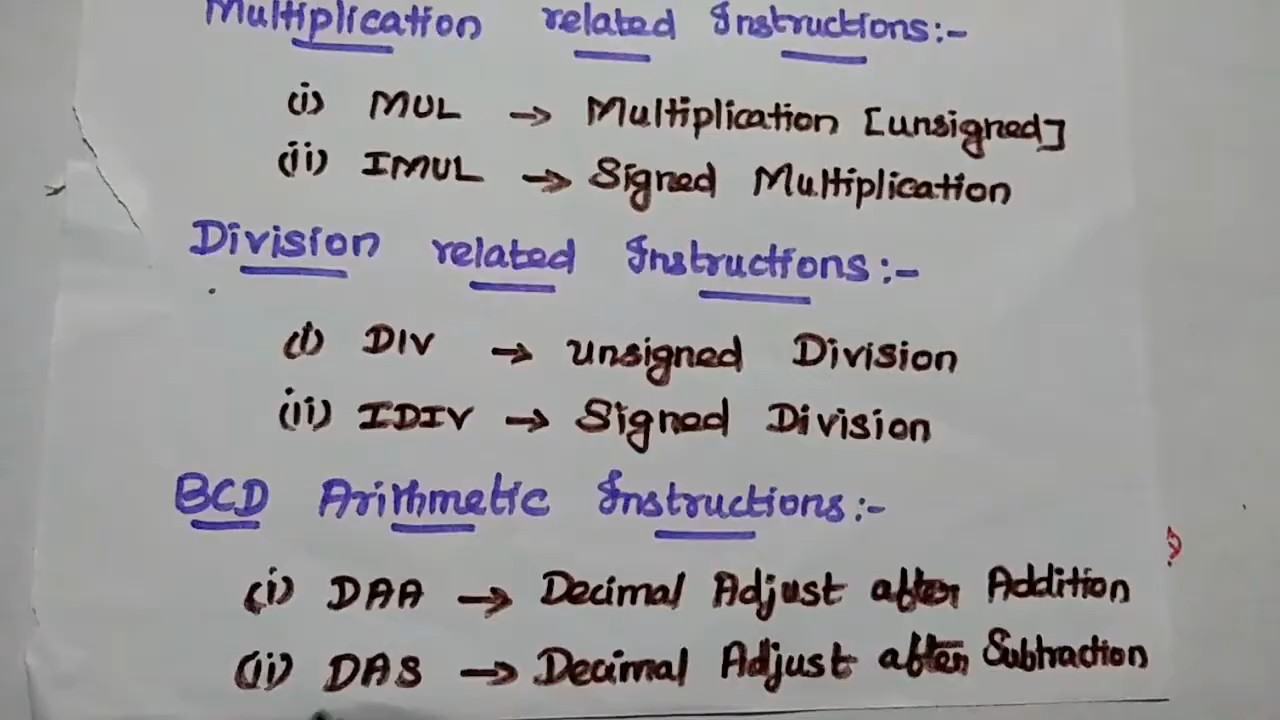 Multiplication related Instructions:-
(i) MUL → Multiplication [unsigned]
(ii) IMUL → Signed Multiplication
Division related Instructions:-
(i) DIV → unsigned Division
(ii) IDIV → Signed Division
BCD Arithmetic Instructions:-
(i) DAA → Decimal Adjust after Addition
(ii) DAS → Decimal Adjust after Subtraction